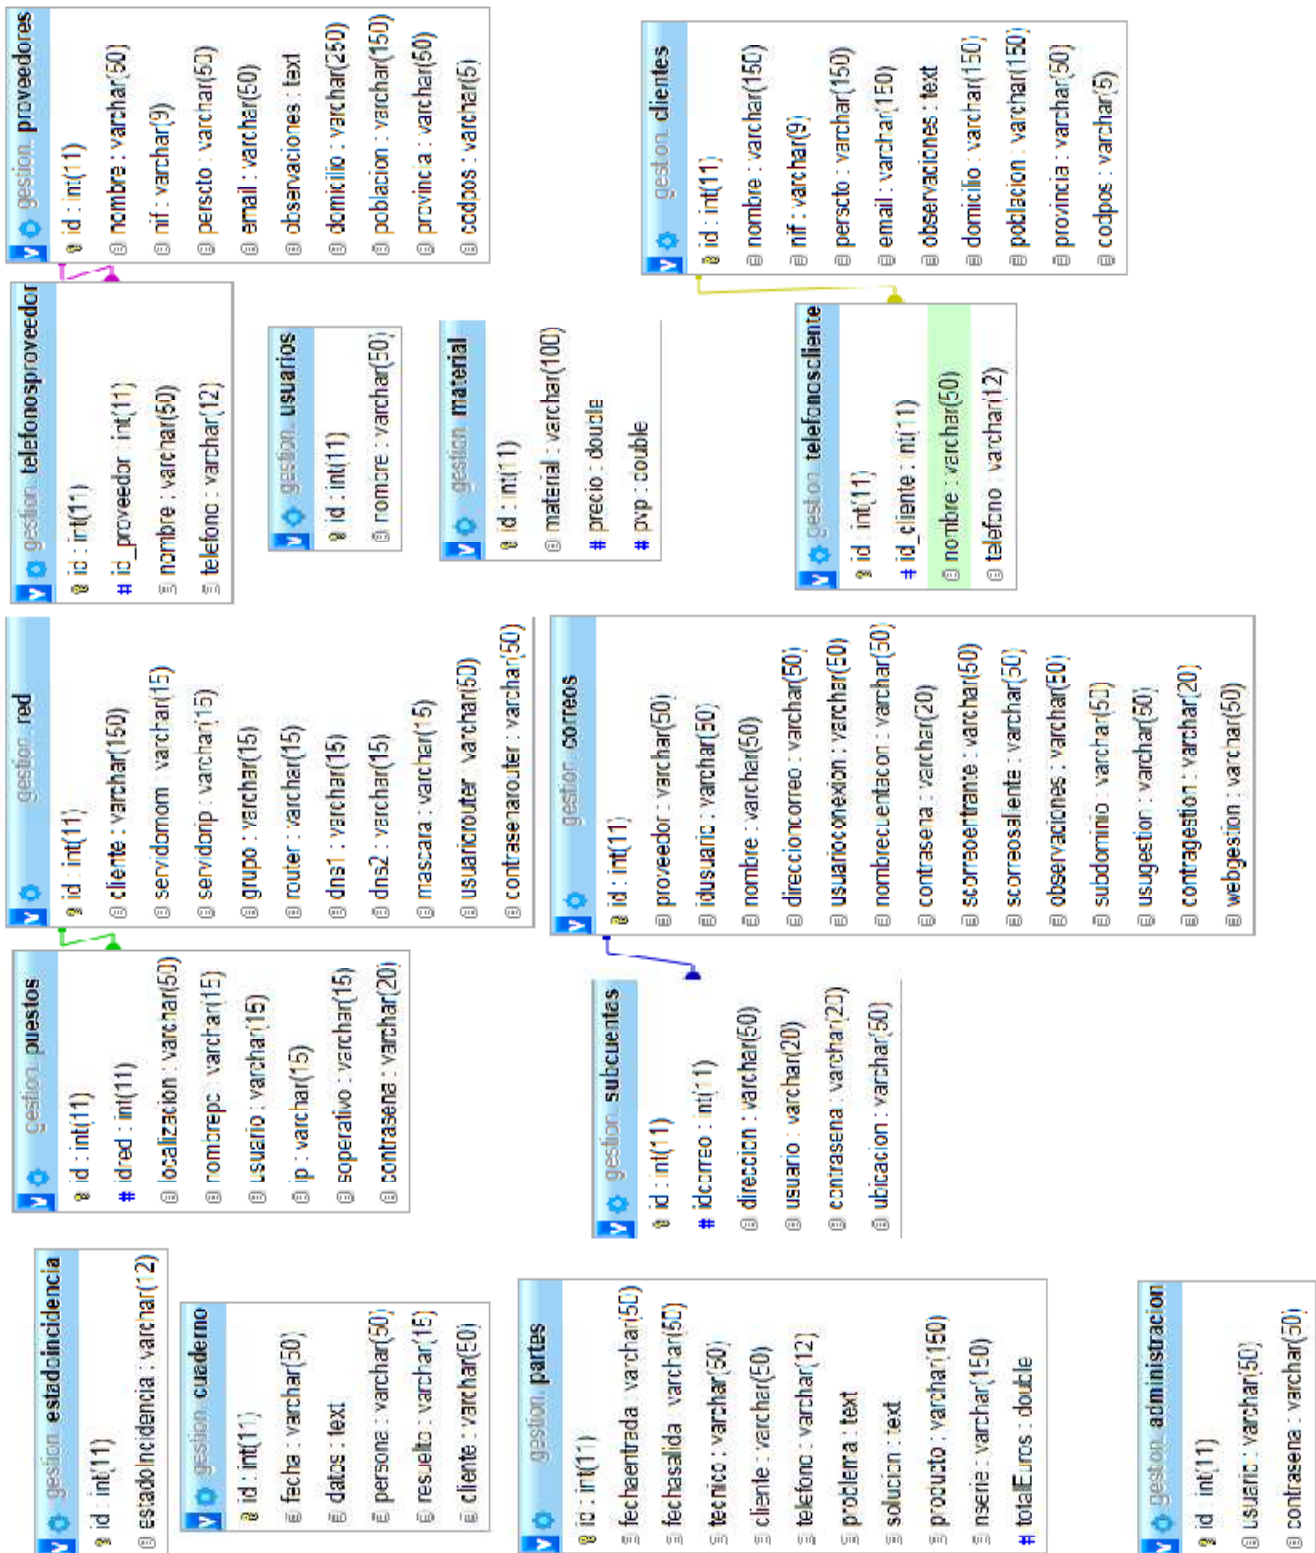 gestion estadoincidencia
id : int(11)
estadoincidencia : varchar(12)
gestion cuaderno
id : int(11)
fecha : varchar(50)
datos : text
persona : varchar(50)
resuelto : varchar(15)
cliente : varchar(50)
gestion partes
id : int(11)
fechaentrada : varchar(50)
fechasalida : varchar(50)
tecnico : varchar(50)
cliente : varchar(50)
telefono : varchar(12)
problema : text
solucion : text
producto : varchar(150)
nserie : varchar(150)
# totalEuros : double
gestion administracion
id : int(11)
usuario : varchar(50)
contrasena : varchar(50)
gestion puestos
id : int(11)
# idred : int(11)
localizacion : varchar(50)
nombrepc : varchar(15)
usuario : varchar(15)
ip : varchar(15)
soperativo : varchar(15)
contrasena : varchar(20)
gestion subcuentas
id : int(11)
# idcorreo : int(11)
direccion : varchar(50)
usuario : varchar(20)
contrasena : varchar(20)
ubicacion : varchar(50)
gestion red
id : int(11)
cliente : varchar(150)
servidornom : varchar(15)
servidorip : varchar(15)
grupo : varchar(15)
router : varchar(15)
dns1 : varchar(15)
dns2 : varchar(15)
mascara : varchar(15)
usuariorouter : varchar(50)
contrasenarouter : varchar(50)
gestion correos
id : int(11)
proveedor : varchar(50)
idusuario : varchar(50)
nombre : varchar(50)
direccioncorreo : varchar(50)
usuarioconexion : varchar(50)
nombrecuentacon : varchar(50)
contrasena : varchar(20)
scorreoentrante : varchar(50)
scorreosaliente : varchar(50)
observaciones : varchar(50)
subdominio : varchar(50)
usugestion : varchar(50)
contragestion : varchar(20)
webgestion : varchar(50)
gestion telefonosproveedor
id : int(11)
# id_proveedor : int(11)
nombre : varchar(50)
telefono : varchar(12)
gestion usuarios
id : int(11)
nombre : varchar(50)
gestion material
id : int(11)
material : varchar(100)
# precio : double
# pvp : double
gestion telefonoscliente
id : int(11)
# id_cliente : int(11)
nombre : varchar(50)
telefono : varchar(12)
gestion proveedores
id : int(11)
nombre : varchar(50)
nif : varchar(9)
perscto : varchar(50)
email : varchar(50)
observaciones : text
domicilio : varchar(250)
poblacion : varchar(150)
provincia : varchar(50)
codpos : varchar(5)
gestion clientes
id : int(11)
nombre : varchar(150)
nif : varchar(9)
perscto : varchar(150)
email : varchar(150)
observaciones : text
domicilio : varchar(150)
poblacion : varchar(150)
provincia : varchar(50)
codpos : varchar(5)